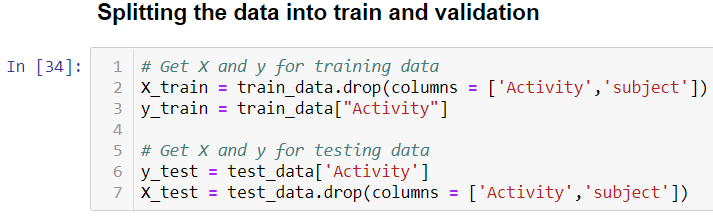 Splitting the data into train and validation
In [34]:
1 # Get X and y for training data
2 X_train = train_data.drop(columns = ['Activity','subject'])
3 y_train = train_data["Activity"]
4
5 # Get X and y for testing data
6 y_test = test_data['Activity']
7 X_test = test_data.drop(columns = ['Activity','subject'])